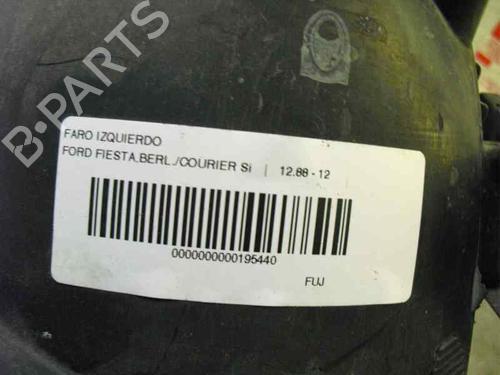 FARO IZQUIERDO
FORD FIESTA,BERL./COURIER SI | 12.88 - 12
0000000000195440
FUJ
B-PARTS